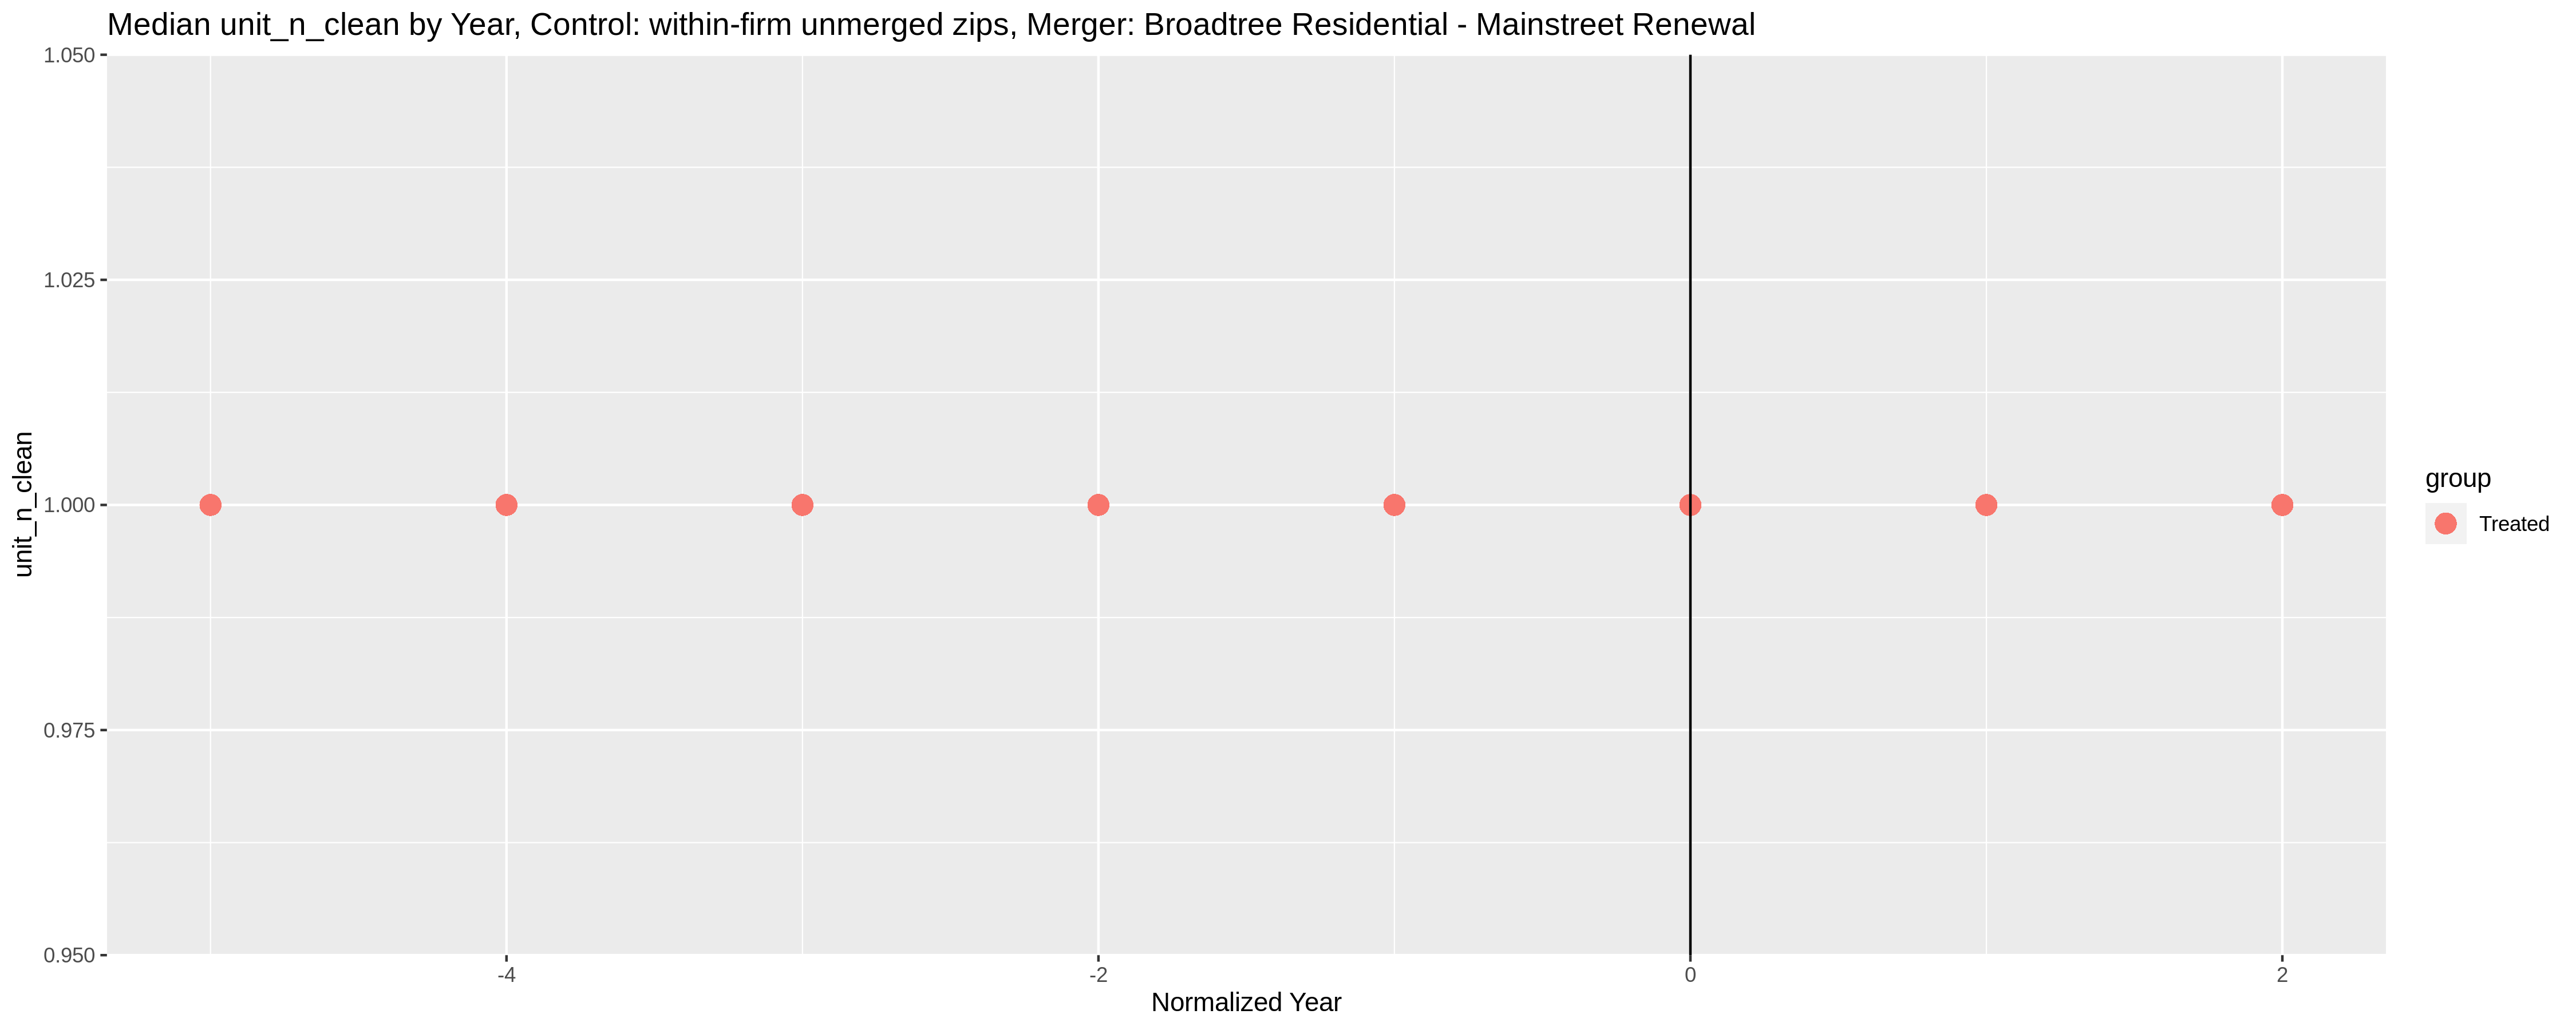 Median unit_n_clean by Year, Control: within-firm unmerged zips, Merger: Broadtree Residential - Mainstreet Renewal
1.050
1.025
1.000
0.975
0.950
unit_n_clean
-4
-2
0
2
Normalized Year
group
Treated